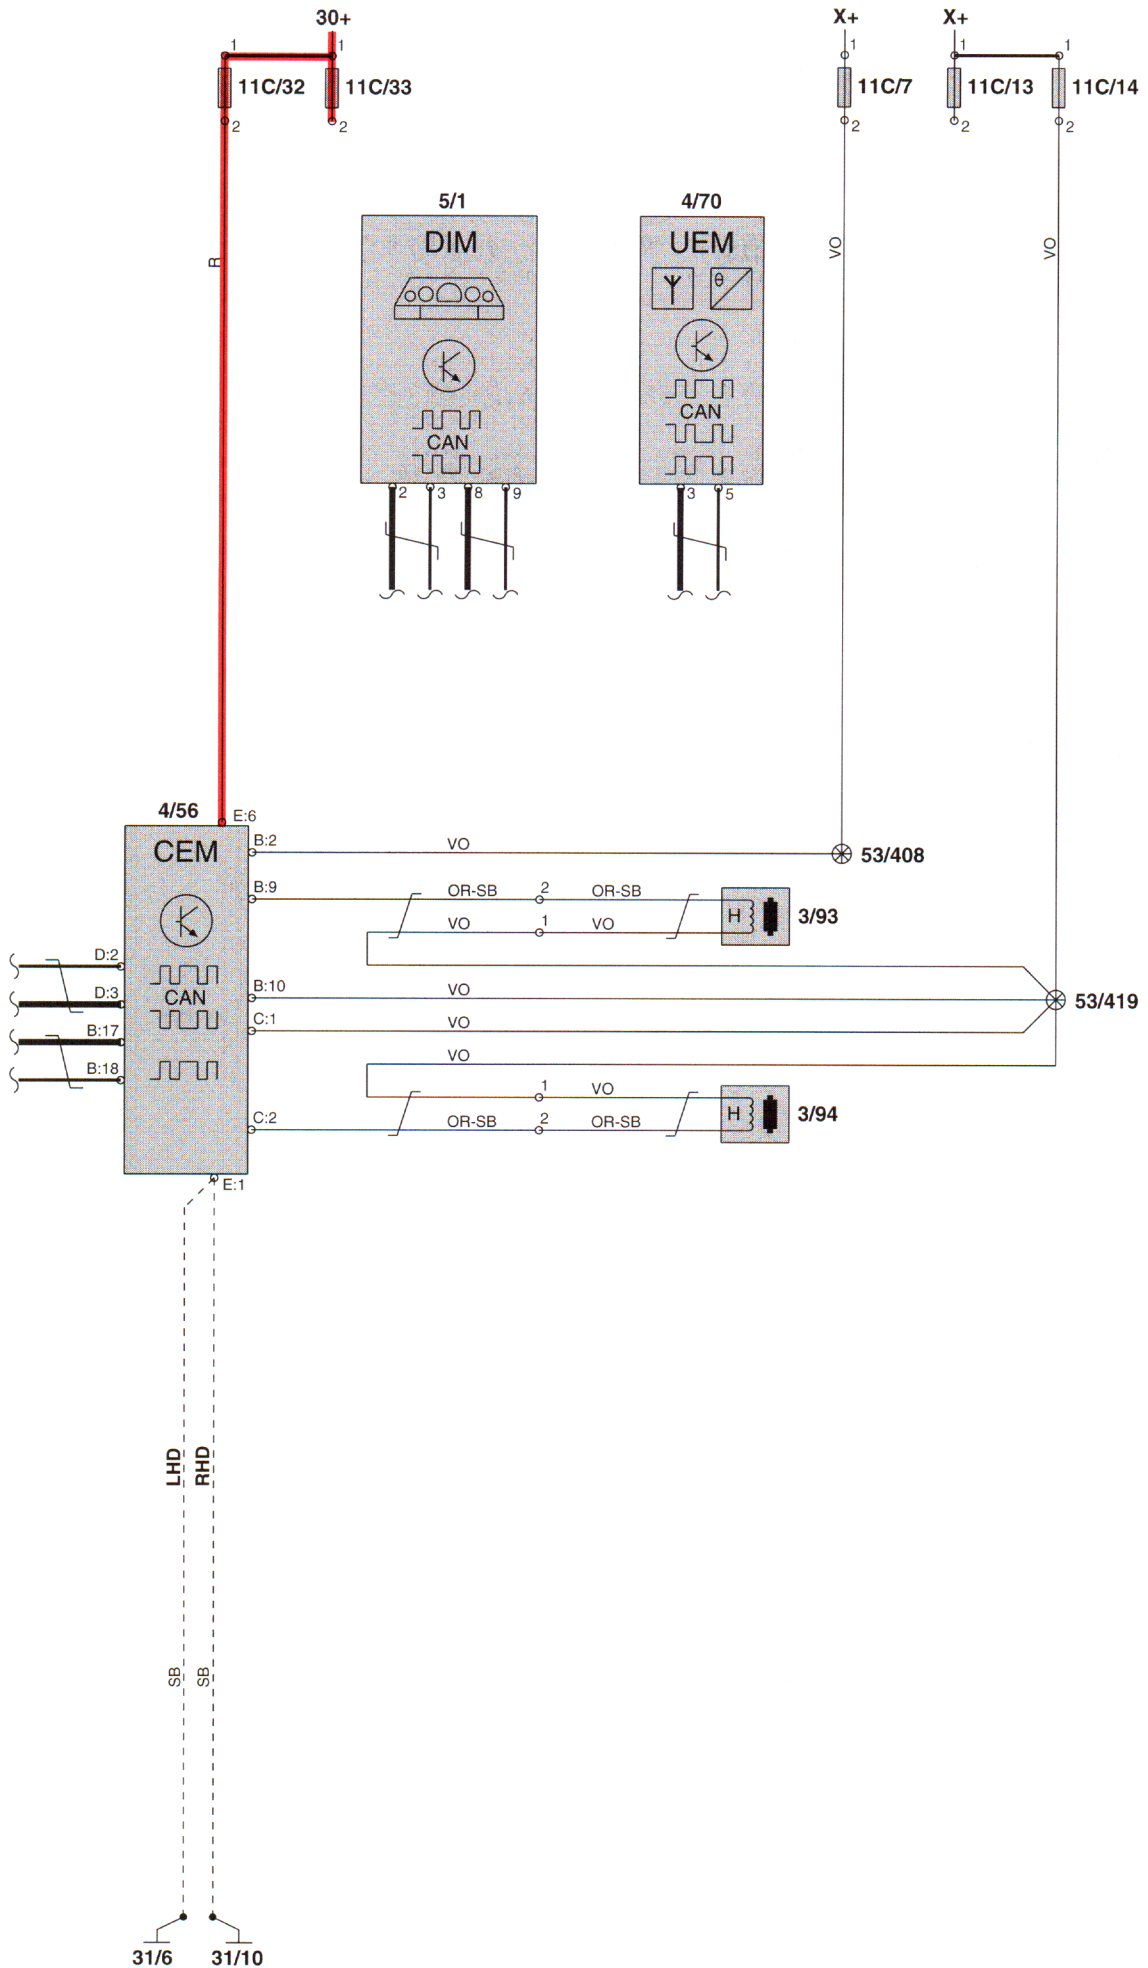 30+ X+ X+
1 1 1 1 1
11C/32 11C/33 11C/7 11C/13 11C/14
2 2 2 2 2
5/1 4/70
DIM UEM
θ
R VO VO
CAN CAN
2 3 8 9 3 5
4/56 E:6
CEM B:2 VO 53/408
B:9 OR-SB 2 OR-SB
H 3/93
VO 1 VO
D:2
B:10 VO
D:3 CAN 53/419
C:1 VO
B:17
VO
B:18
1 VO
H 3/94
C:2 OR-SB 2 OR-SB
E:1
LHD RHD
SB SB
31/6 31/10